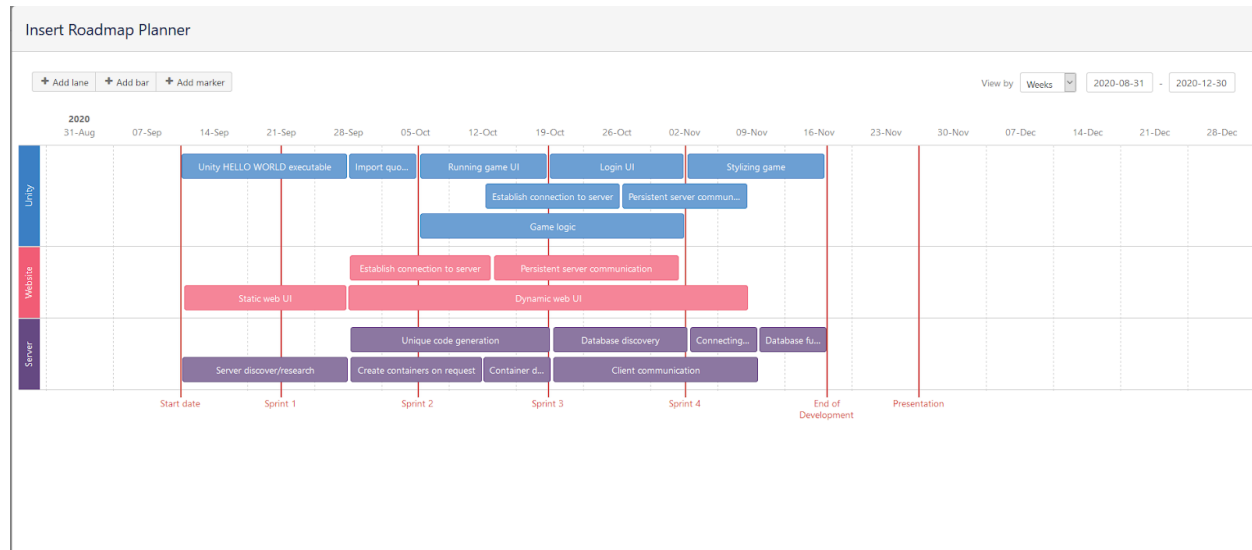 Insert Roadmap Planner
+ Add lane + Add bar + Add marker
View by Weeks 2020-08-31 - 2020-12-30
2020
31-Aug 07-Sep 14-Sep 21-Sep 28-Sep 05-Oct 12-Oct 19-Oct 26-Oct 02-Nov 09-Nov 16-Nov 23-Nov 30-Nov 07-Dec 14-Dec 21-Dec 28-Dec
Unity
Unity HELLO WORLD executable Import quo... Running game UI Login UI Stylizing game
Establish connection to server Persistent server commun...
Game logic
Website
Establish connection to server Persistent server communication
Static web UI Dynamic web UI
Server
Unique code generation Database discovery Connecting... Database fu...
Server discover/research Create containers on request Container d... Client communication
Start date Sprint 1 Sprint 2 Sprint 3 Sprint 4 End of Presentation
Development